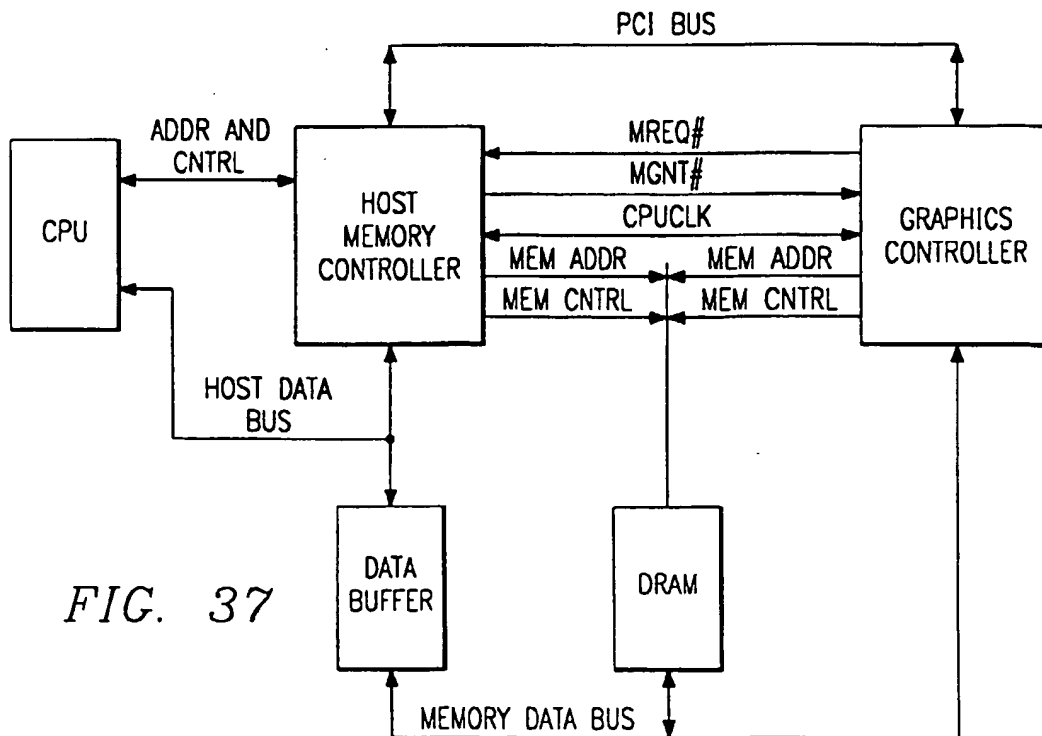 PCI BUS
ADDR AND
CNTRL
CPU
HOST
MEMORY
CONTROLLER
MREQ#
MGNT#
CPUCLK
MEM ADDR
MEM ADDR
MEM CNTRL
MEM CNTRL
GRAPHICS
CONTROLLER
HOST DATA
BUS
DATA
BUFFER
DRAM
FIG. 37
MEMORY DATA BUS